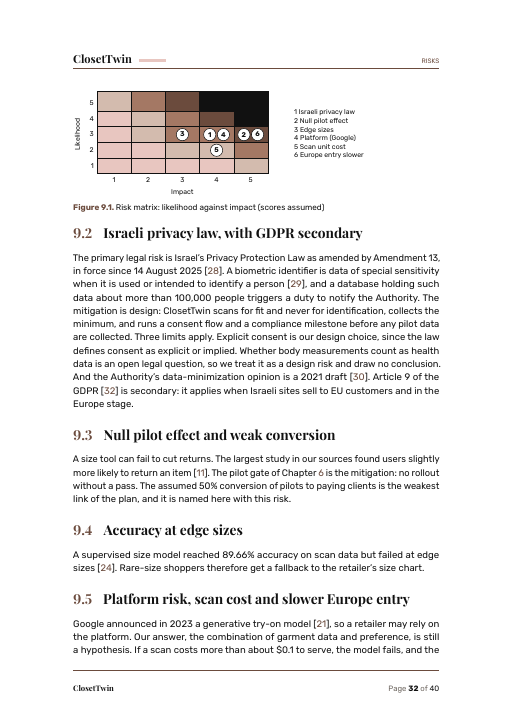 ClosetTwin
RISKS
Likelihood
5
4
3
2
1
3
1
4
2
6
5
1
2
3
4
5
Impact
1 Israeli privacy law
2 Null pilot effect
3 Edge sizes
4 Platform (Google)
5 Scan unit cost
6 Europe entry slower
Figure 9.1. Risk matrix: likelihood against impact (scores assumed)
9.2 Israeli privacy law, with GDPR secondary
The primary legal risk is Israel's Privacy Protection Law as amended by Amendment 13,
in force since 14 August 2025 [28]. A biometric identifier is data of special sensitivity
when it is used or intended to identify a person [29], and a database holding such
data about more than 100,000 people triggers a duty to notify the Authority. The
mitigation is design: ClosetTwin scans for fit and never for identification, collects the
minimum, and runs a consent flow and a compliance milestone before any pilot data
are collected. Three limits apply. Explicit consent is our design choice, since the law
defines consent as explicit or implied. Whether body measurements count as health
data is an open legal question, so we treat it as a design risk and draw no conclusion.
And the Authority's data-minimization opinion is a 2021 draft [30]. Article 9 of the
GDPR [32] is secondary: it applies when Israeli sites sell to EU customers and in the
Europe stage.
9.3 Null pilot effect and weak conversion
A size tool can fail to cut returns. The largest study in our sources found users slightly
more likely to return an item [11]. The pilot gate of Chapter 6 is the mitigation: no rollout
without a pass. The assumed 50% conversion of pilots to paying clients is the weakest
link of the plan, and it is named here with this risk.
9.4 Accuracy at edge sizes
A supervised size model reached 89.66% accuracy on scan data but failed at edge
sizes [24]. Rare-size shoppers therefore get a fallback to the retailer's size chart.
9.5 Platform risk, scan cost and slower Europe entry
Google announced in 2023 a generative try-on model [21], so a retailer may rely on
the platform. Our answer, the combination of garment data and preference, is still
a hypothesis. If a scan costs more than about $0.1 to serve, the model fails, and the
ClosetTwin
Page 32 of 40